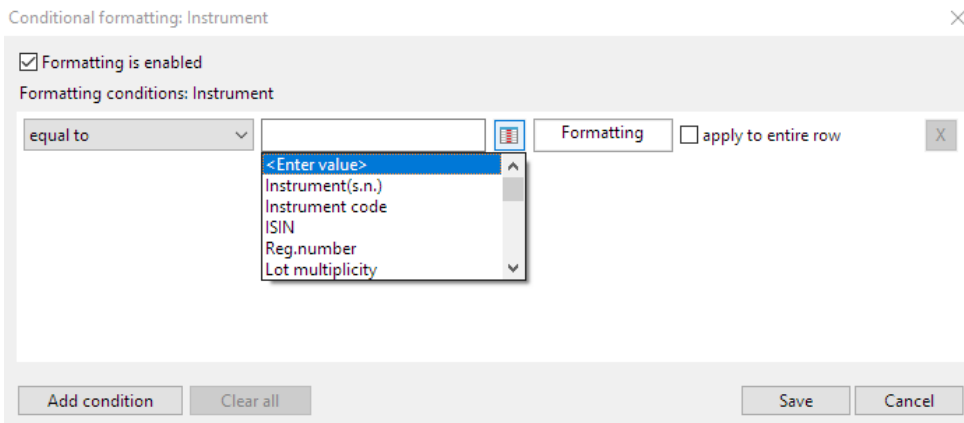 Conditional formatting: Instrument
Formatting is enabled
Formatting conditions: Instrument
equal to Formatting apply to entire row X
<Enter value>
Instrument(s.n.)
Instrument code
ISIN
Reg.number
Lot multiplicity
Add condition Clear all Save Cancel